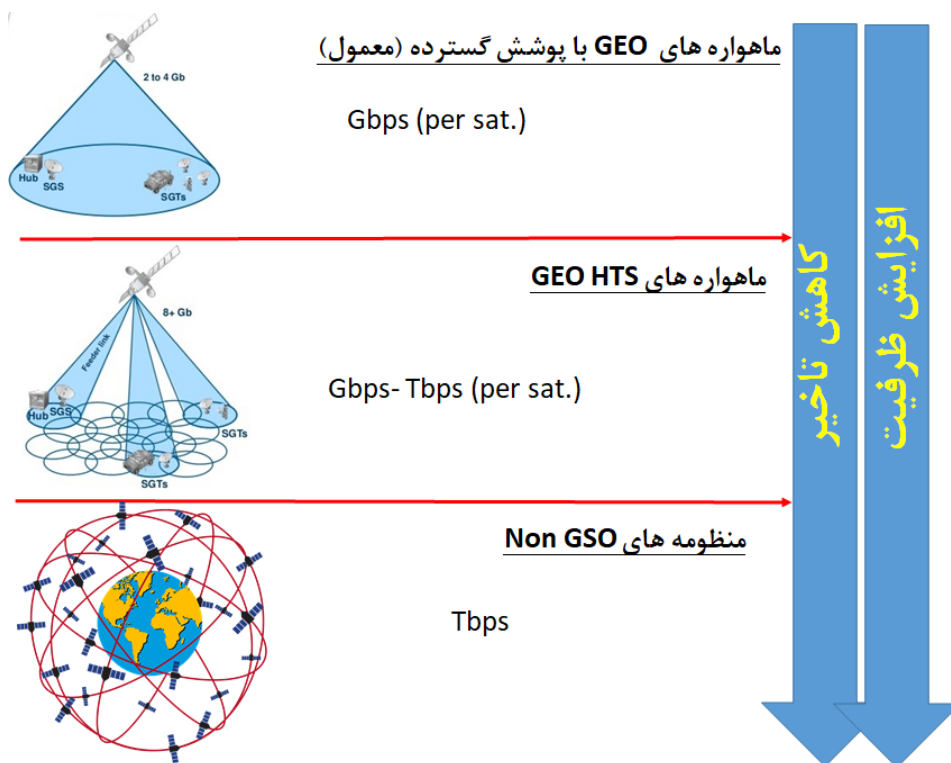 ماهواره های GEO با پوشش گسترده (معمول)
2 to 4 Gb
Gbps (per sat.)
Hub
SGS
SGTs
ماهواره های GEO HTS
8+ Gb
Feeder link
Gbps- Tbps (per sat.)
Hub
SGS
SGTs
SGTs
منظومه های Non GSO
Tbps
کاهش تاخیر
افزایش ظرفیت